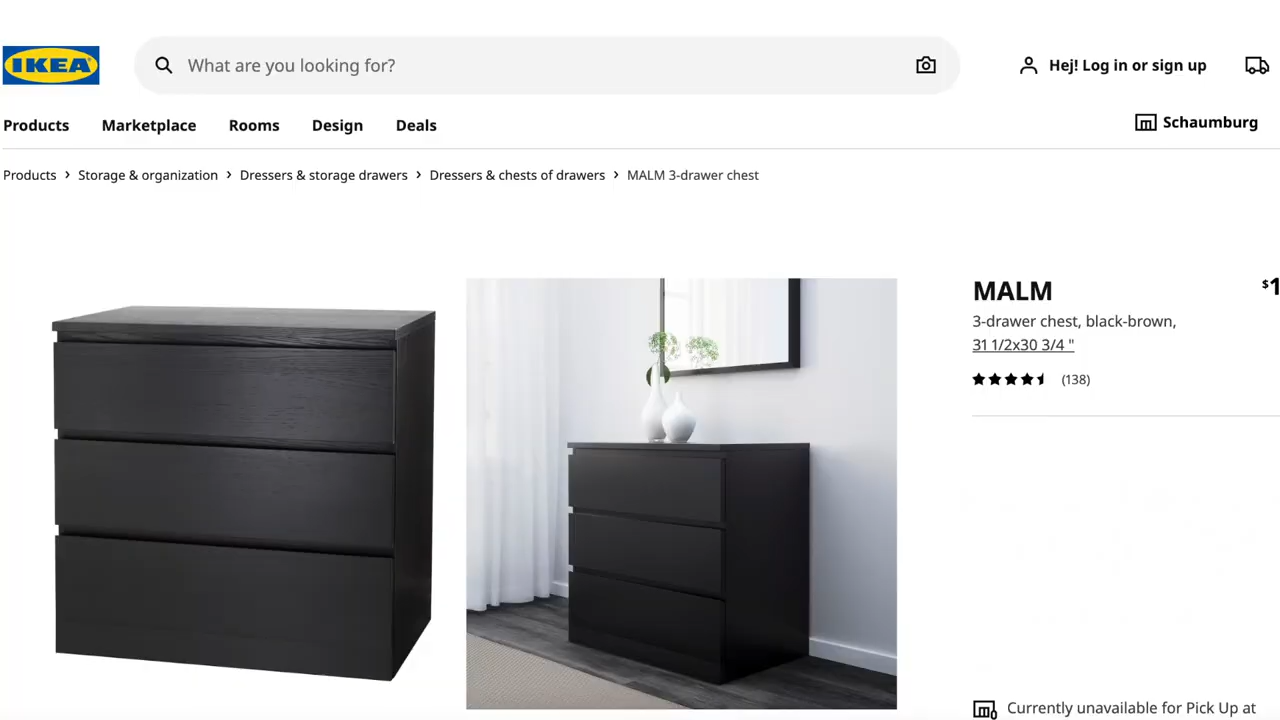 IKEA
What are you looking for?
Hej! Log in or sign up
Products Marketplace Rooms Design Deals
Schaumburg
Products › Storage & organization › Dressers & storage drawers › Dressers & chests of drawers › MALM 3-drawer chest
MALM
$1
3-drawer chest, black-brown,
31 1/2x30 3/4 "
(138)
Currently unavailable for Pick Up at